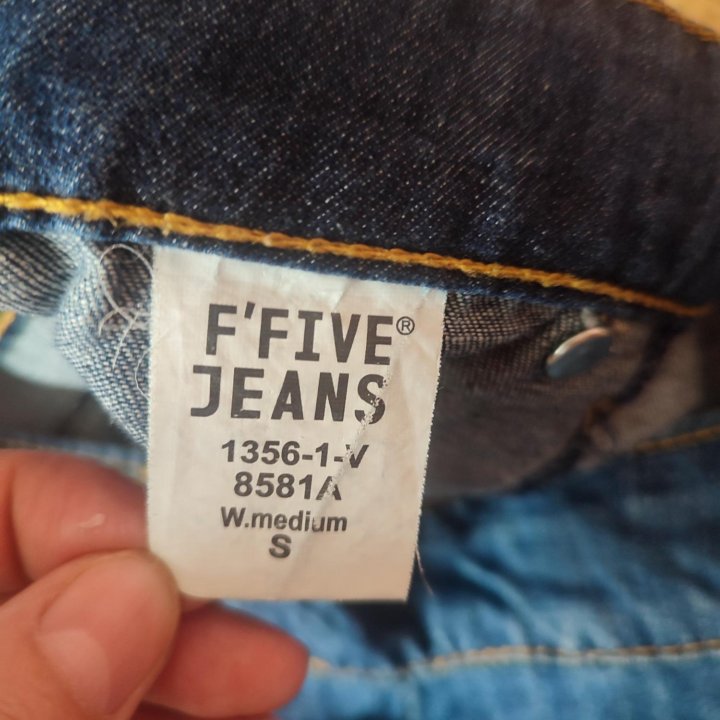 F'FIVE®
JEANS
1356-1-V
8581A
W.medium
S